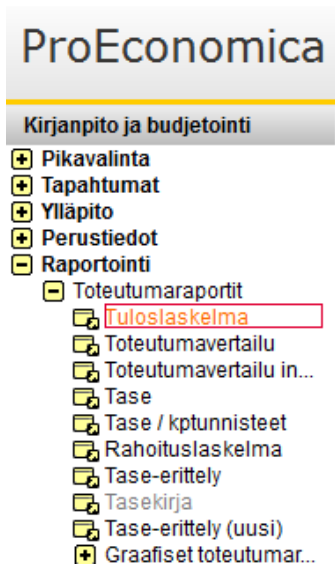 ProEconomica
Kirjanpito ja budjetointi
Pikavalinta
Tapahtumat
Ylläpito
Perustiedot
Raportointi
Toteutumaraportit
Tuloslaskelma
Toteutumavertailu
Toteutumavertailu in...
Tase
Tase / kptunnisteet
Rahoituslaskelma
Tase-erittely
Tasekirja
Tase-erittely (uusi)
Graafiset toteutumar...